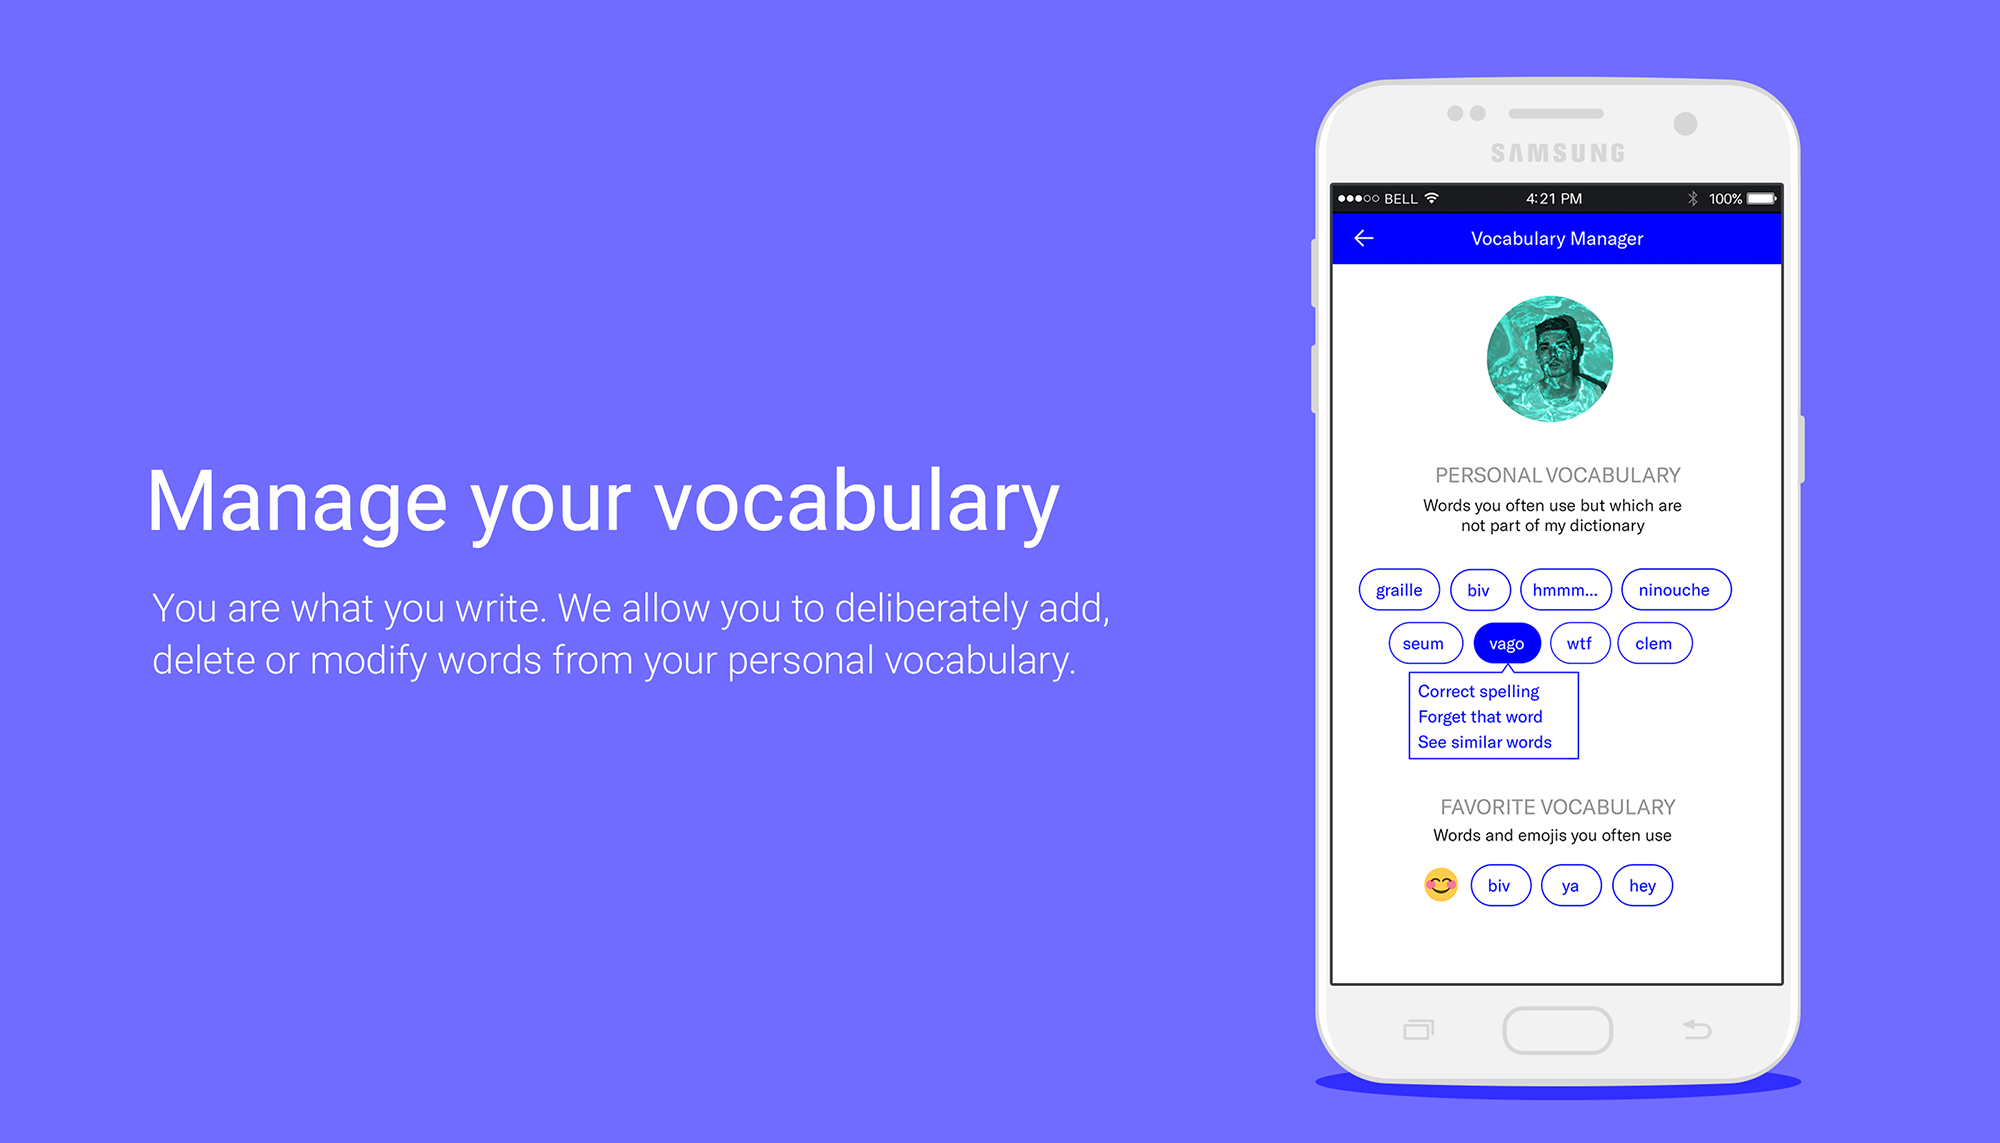 Manage your vocabulary
You are what you write. We allow you to deliberately add,
delete or modify words from your personal vocabulary.
SAMSUNG
BELL 4:21 PM 100%
Vocabulary Manager
PERSONAL VOCABULARY
Words you often use but which are
not part of my dictionary
graille biv hmmm... ninouche
seum vago wtf clem
Correct spelling
Forget that word
See similar words
FAVORITE VOCABULARY
Words and emojis you often use
😊 biv ya hey